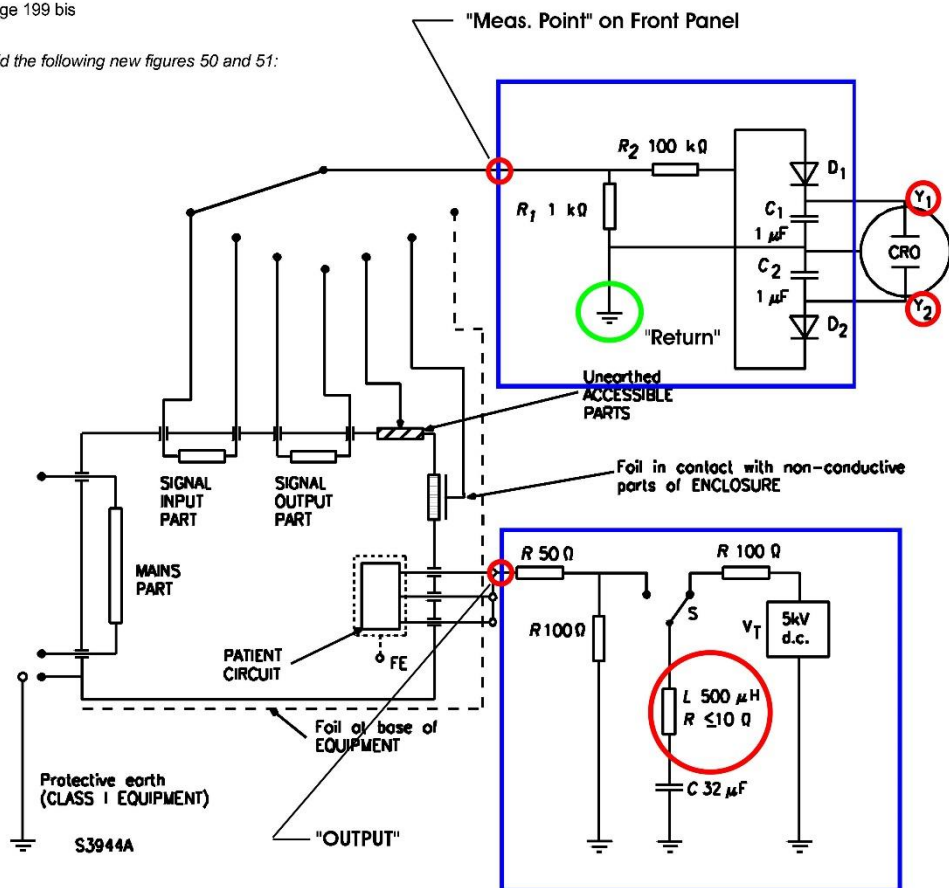 ge 199 bis
d the following new figures 50 and 51:
"Meas. Point" on Front Panel
R2 100 kΩ
D1
R1 1 kΩ
C1
1 μF
Y1
CRO
C2
1 μF
Y2
D2
"Return"
Unearthed
ACCESSIBLE
PARTS
SIGNAL
INPUT
PART
SIGNAL
OUTPUT
PART
Foil in contact with non-conductive
parts of ENCLOSURE
MAINS
PART
R 50 Ω
R 100 Ω
S
R 100 Ω
VT
5kV
d.c.
PATIENT
CIRCUIT
FE
L 500 μH
R ≤10 Ω
Foil at base of
EQUIPMENT
C 32 μF
Protective earth
(CLASS I EQUIPMENT)
S3944A
"OUTPUT"